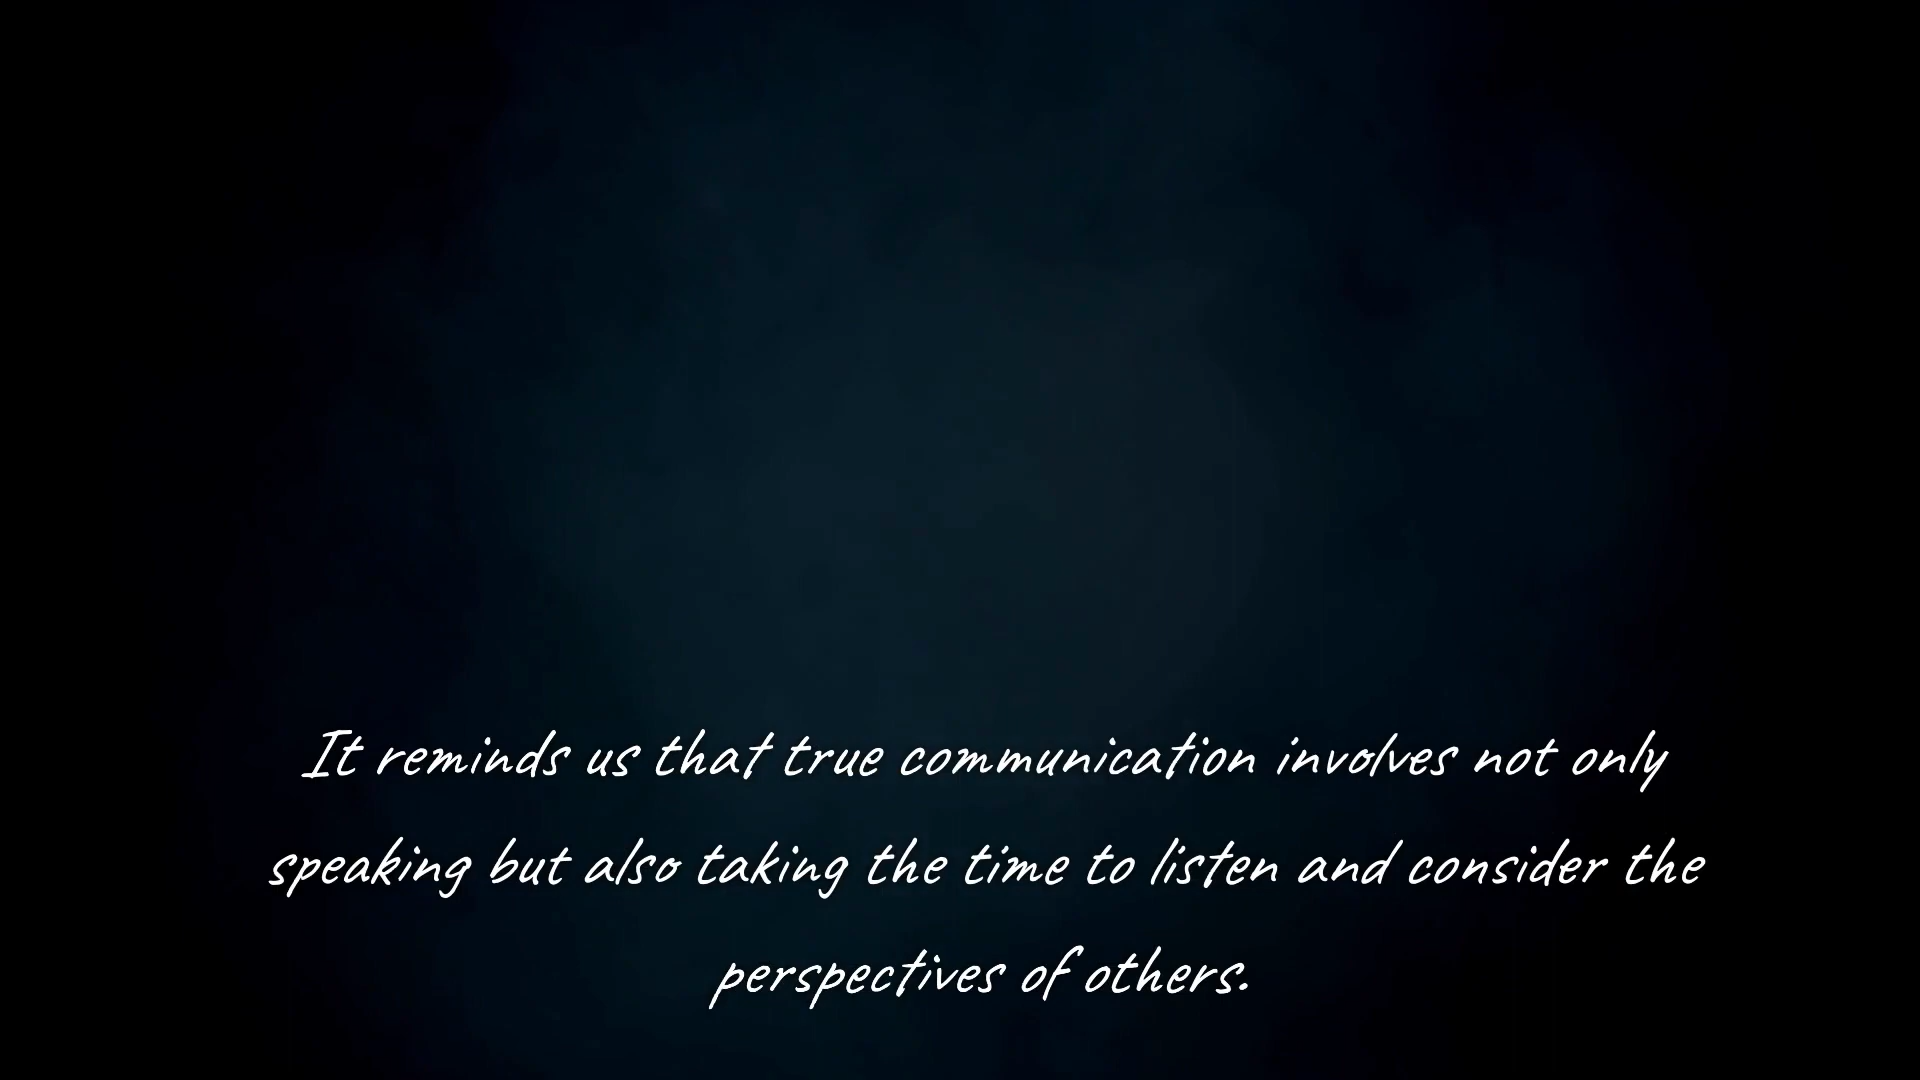 It reminds us that true communication involves not only
speaking but also taking the time to listen and consider the
perspectives of others.